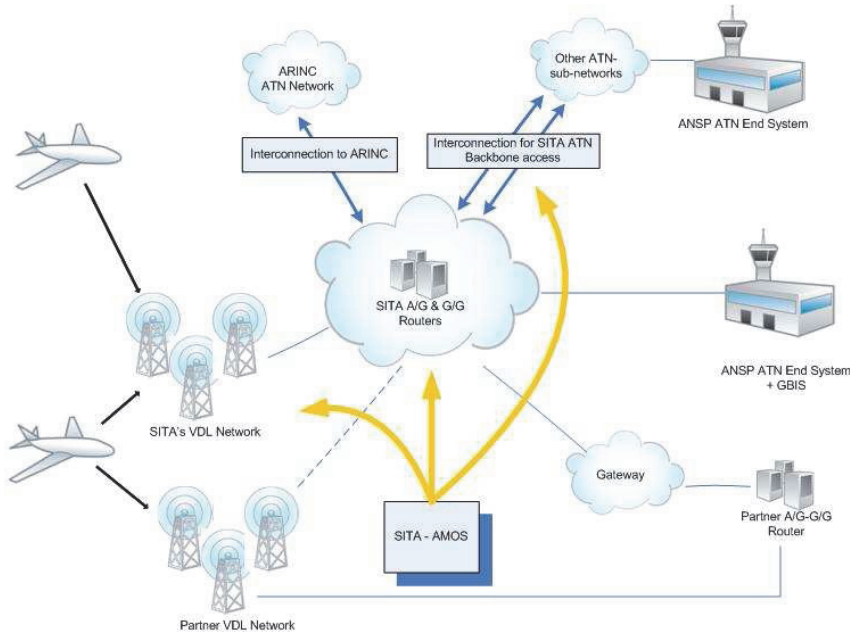 ARINC
ATN Network
Other ATN-
sub-networks
ANSP ATN End System
Interconnection to ARINC
Interconnection for SITA ATN
Backbone access
SITA A/G & G/G
Routers
ANSP ATN End System
+ GBIS
SITA's VDL Network
Gateway
Partner A/G-G/G
Router
SITA - AMOS
Partner VDL Network